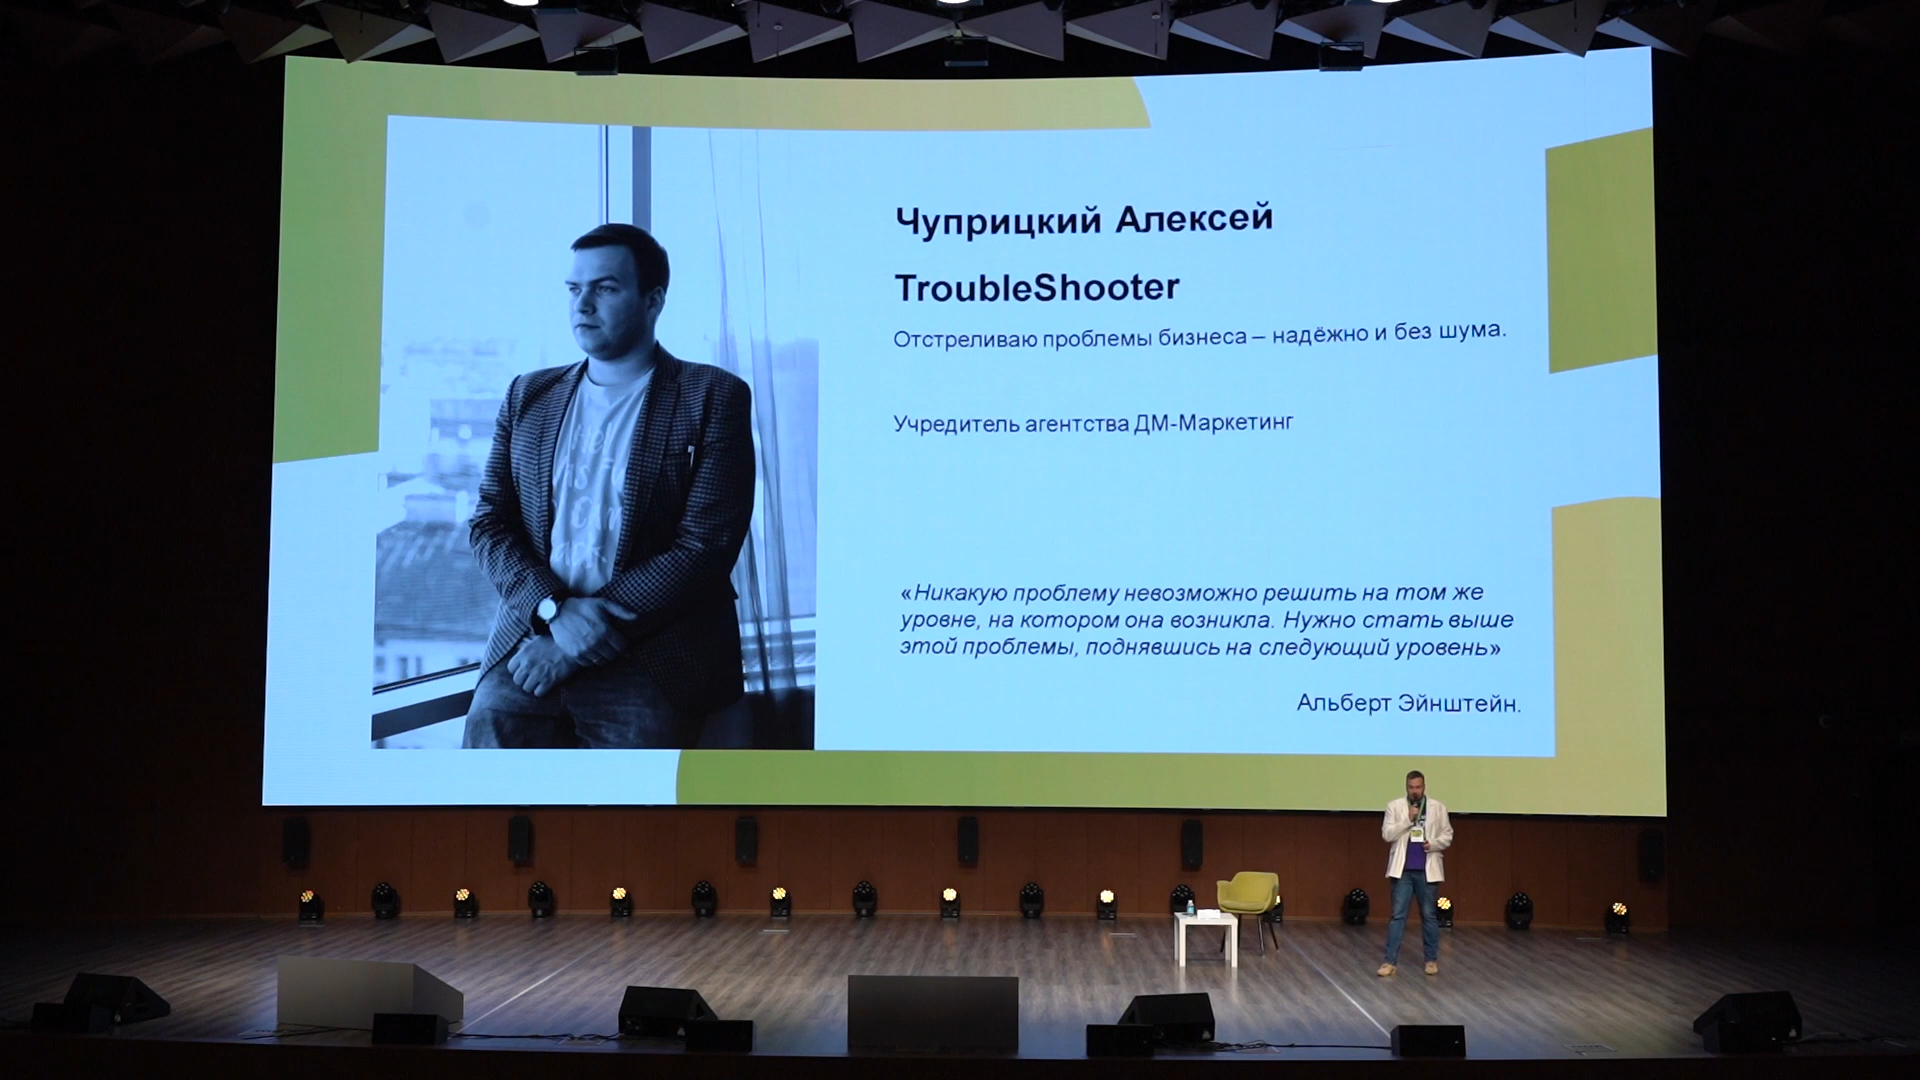 Чуприцкий Алексей
TroubleShooter
Отстреливаю проблемы бизнеса – надёжно и без шума.
Учредитель агентства ДМ-Маркетинг
«Никакую проблему невозможно решить на том же
уровне, на котором она возникла. Нужно стать выше
этой проблемы, поднявшись на следующий уровень»
Альберт Эйнштейн.